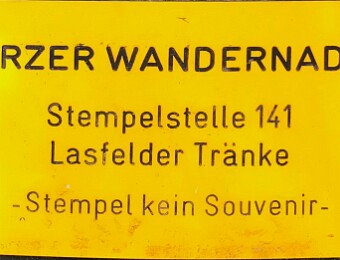 RZER WANDERNAD
Stempelstelle 141
Lasfelder Tränke
-Stempel kein Souvenir-